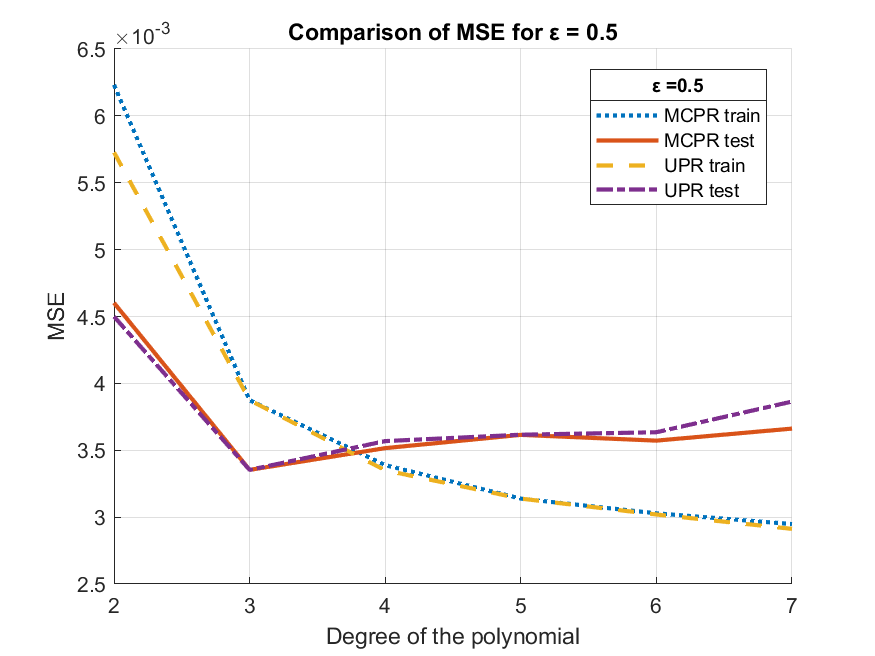 Comparison of MSE for ε = 0.5
×10⁻³
6.5
6
5.5
5
4.5
4
3.5
3
2.5
MSE
2 3 4 5 6 7
Degree of the polynomial
ε =0.5
MCPR train
MCPR test
UPR train
UPR test